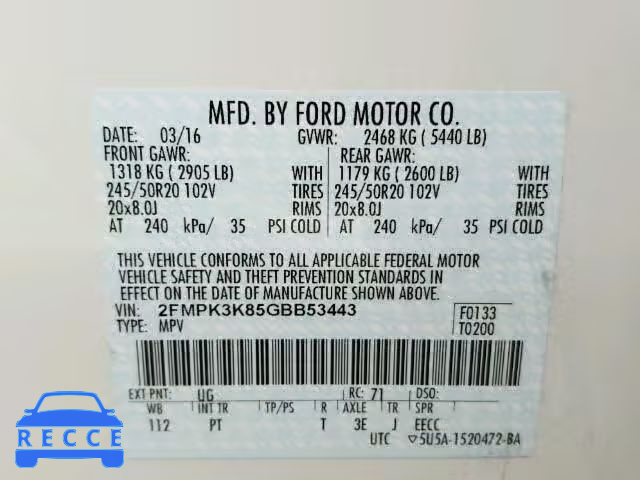 MFD. BY FORD MOTOR CO.
DATE: 03/16 GVWR: 2468 KG ( 5440 LB)
FRONT GAWR: REAR GAWR:
1318 KG ( 2905 LB) WITH 1179 KG ( 2600 LB) WITH
245/50R20 102V TIRES 245/50R20 102V TIRES
20x8.0J RIMS 20x8.0J RIMS
AT 240 kPa/ 35 PSI COLD AT 240 kPa/ 35 PSI COLD
THIS VEHICLE CONFORMS TO ALL APPLICABLE FEDERAL MOTOR
VEHICLE SAFETY AND THEFT PREVENTION STANDARDS IN
EFFECT ON THE DATE OF MANUFACTURE SHOWN ABOVE.
VIN: 2FMPK3K85GBB53443 F0133
TYPE: MPV T0200
EXT PNT: UG RC: 71 DSO:
WB INT TR TP/PS R AXLE TR SPR
112 PT T 3E J EECC
UTC ▽5U5A-1520472-BA
RECCE